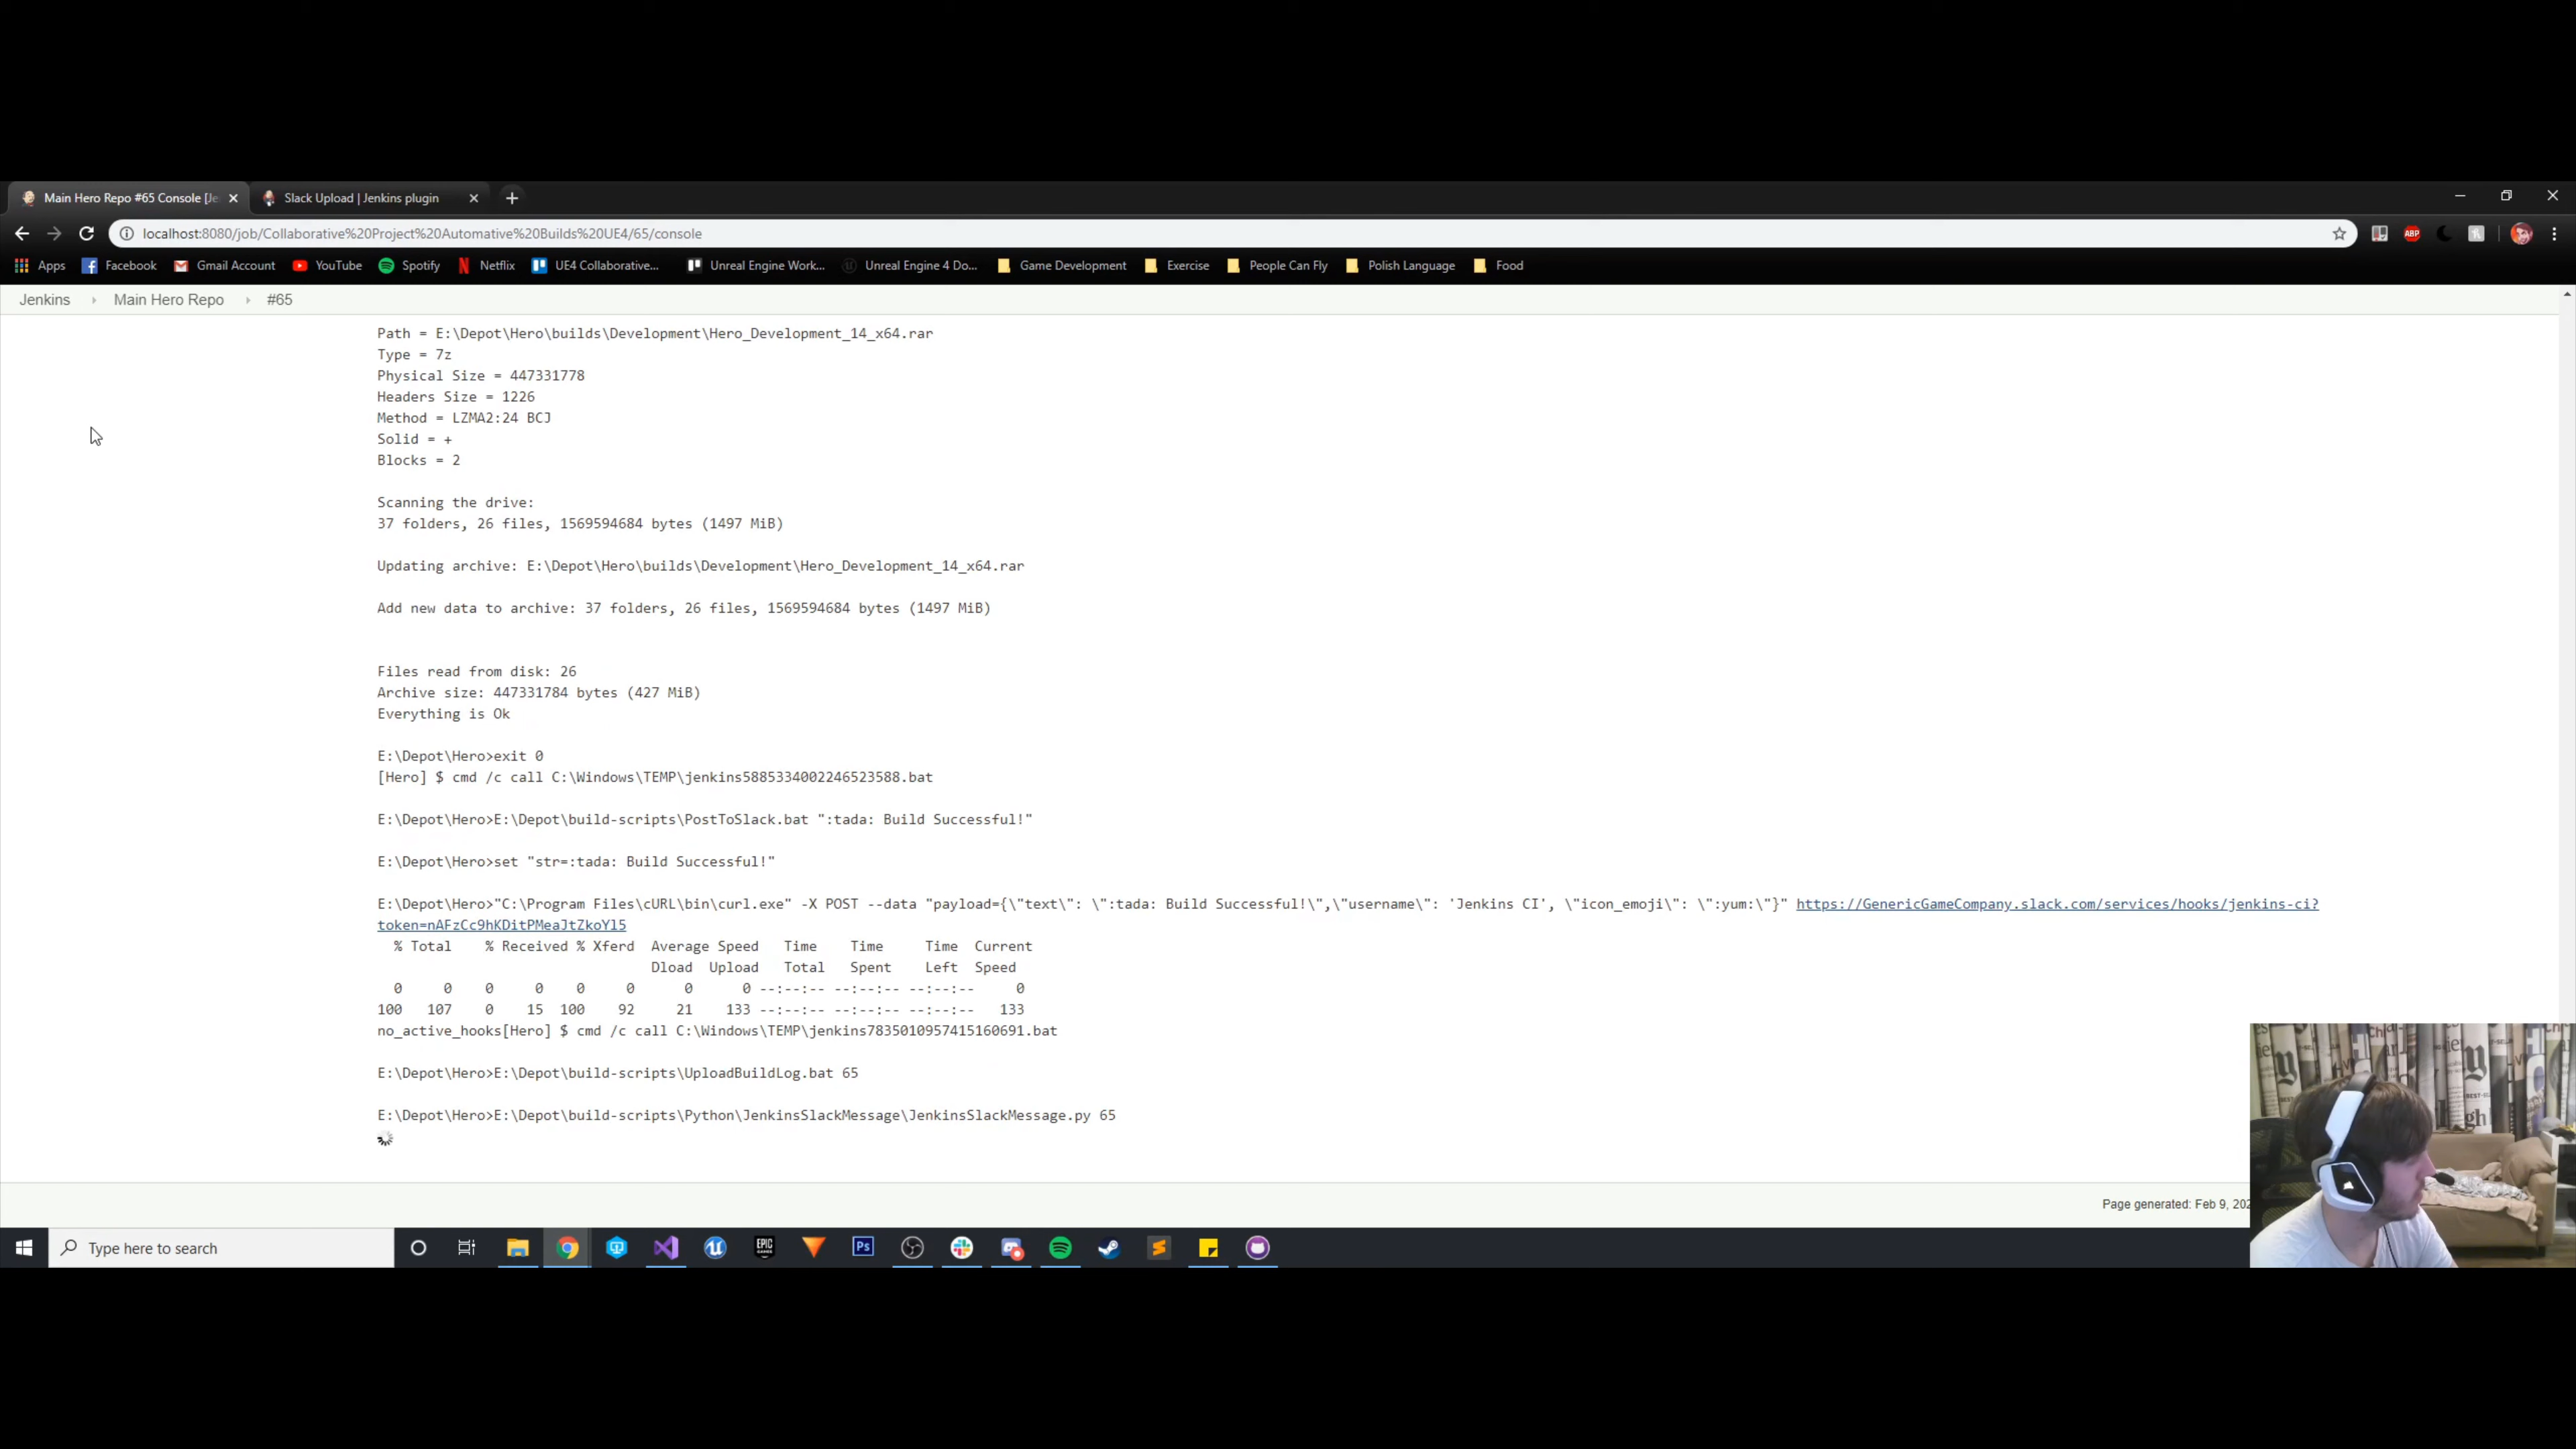 Main Hero Repo #65 Console [Je
Slack Upload | Jenkins plugin
localhost:8080/job/Collaborative%20Project%20Automative%20Builds%20UE4/65/console
ABP
Apps Facebook Gmail Account YouTube Spotify Netflix UE4 Collaborative... Unreal Engine Work... Unreal Engine 4 Do... Game Development Exercise People Can Fly Polish Language Food
Jenkins Main Hero Repo #65
Path = E:\Depot\Hero\builds\Development\Hero_Development_14_x64.rar
Type = 7z
Physical Size = 447331778
Headers Size = 1226
Method = LZMA2:24 BCJ
Solid = +
Blocks = 2
Scanning the drive:
37 folders, 26 files, 1569594684 bytes (1497 MiB)
Updating archive: E:\Depot\Hero\builds\Development\Hero_Development_14_x64.rar
Add new data to archive: 37 folders, 26 files, 1569594684 bytes (1497 MiB)
Files read from disk: 26
Archive size: 447331784 bytes (427 MiB)
Everything is Ok
E:\Depot\Hero>exit 0
[Hero] $ cmd /c call C:\Windows\TEMP\jenkins5885334002246523588.bat
E:\Depot\Hero>E:\Depot\build-scripts\PostToSlack.bat ":tada: Build Successful!"
E:\Depot\Hero>set "str=:tada: Build Successful!"
E:\Depot\Hero>"C:\Program Files\cURL\bin\curl.exe" -X POST --data "payload={\"text\": \":tada: Build Successful!\",\"username\": 'Jenkins CI', \"icon_emoji\": \":yum:\"}" https://GenericGameCompany.slack.com/services/hooks/jenkins-ci?
token=nAFzCc9hKDitPMeaJtZkoYl5
% Total % Received % Xferd Average Speed Time Time Time Current
Dload Upload Total Spent Left Speed
0 0 0 0 0 0 0 0 --:--:-- --:--:-- --:--:-- 0
100 107 0 15 100 92 21 133 --:--:-- --:--:-- --:--:-- 133
no_active_hooks[Hero] $ cmd /c call C:\Windows\TEMP\jenkins7835010957415160691.bat
E:\Depot\Hero>E:\Depot\build-scripts\UploadBuildLog.bat 65
E:\Depot\Hero>E:\Depot\build-scripts\Python\JenkinsSlackMessage\JenkinsSlackMessage.py 65
Page generated: Feb 9, 202
Type here to search
EPIC GAMES
Ps